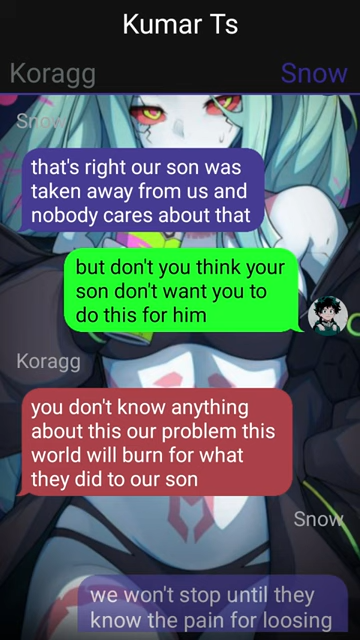 Kumar Ts
Koragg
Snow
Snow
that's right our son was
taken away from us and
nobody cares about that
but don't you think your
son don't want you to
do this for him
Koragg
you don't know anything
about this our problem this
world will burn for what
they did to our son
Snow
we won't stop until they
know the pain for loosing